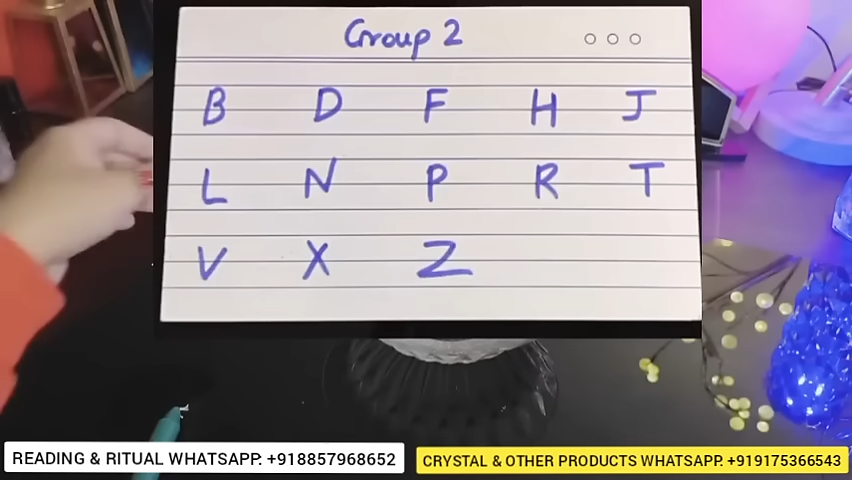 Group 2
B D F H J
L N P R T
V X Z
READING & RITUAL WHATSAPP: +918857968652
CRYSTAL & OTHER PRODUCTS WHATSAPP: +919175366543